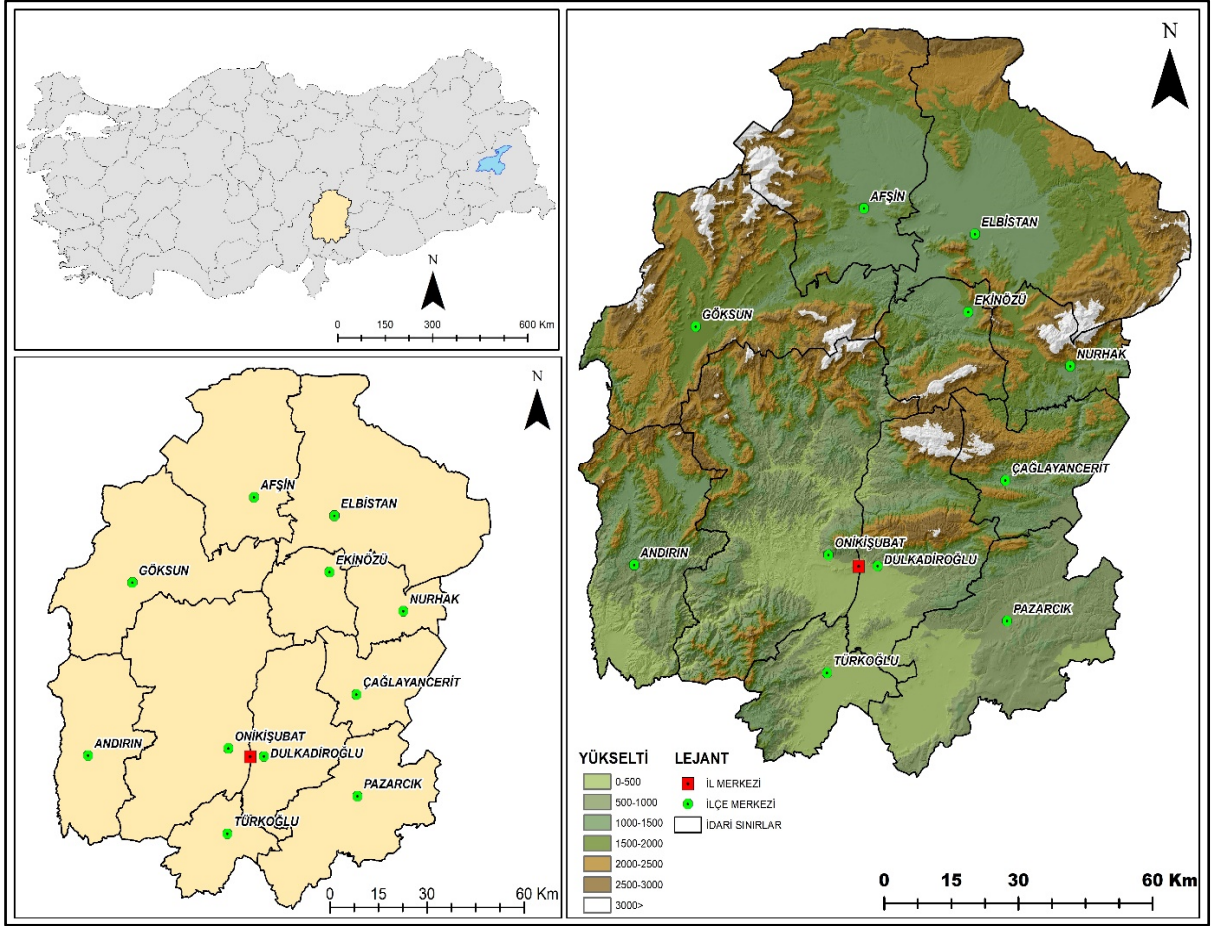 N
0 150 300 600 Km
N
AFŞİN
ELBİSTAN
GÖKSUN
EKİNÖZÜ
NURHAK
ÇAĞLAYANCERİT
ANDIRIN
ONİKİŞUBAT
DULKADİROĞLU
PAZARCIK
TÜRKOĞLU
0 15 30 60 Km
N
AFŞİN
ELBİSTAN
GÖKSUN
EKİNÖZÜ
NURHAK
ÇAĞLAYANCERİT
ANDIRIN
ONİKİŞUBAT
DULKADİROĞLU
PAZARCIK
TÜRKOĞLU
YÜKSELTİ
0-500
500-1000
1000-1500
1500-2000
2000-2500
2500-3000
3000>
LEJANT
İL MERKEZİ
İLÇE MERKEZİ
İDARİ SINIRLAR
0 15 30 60 Km